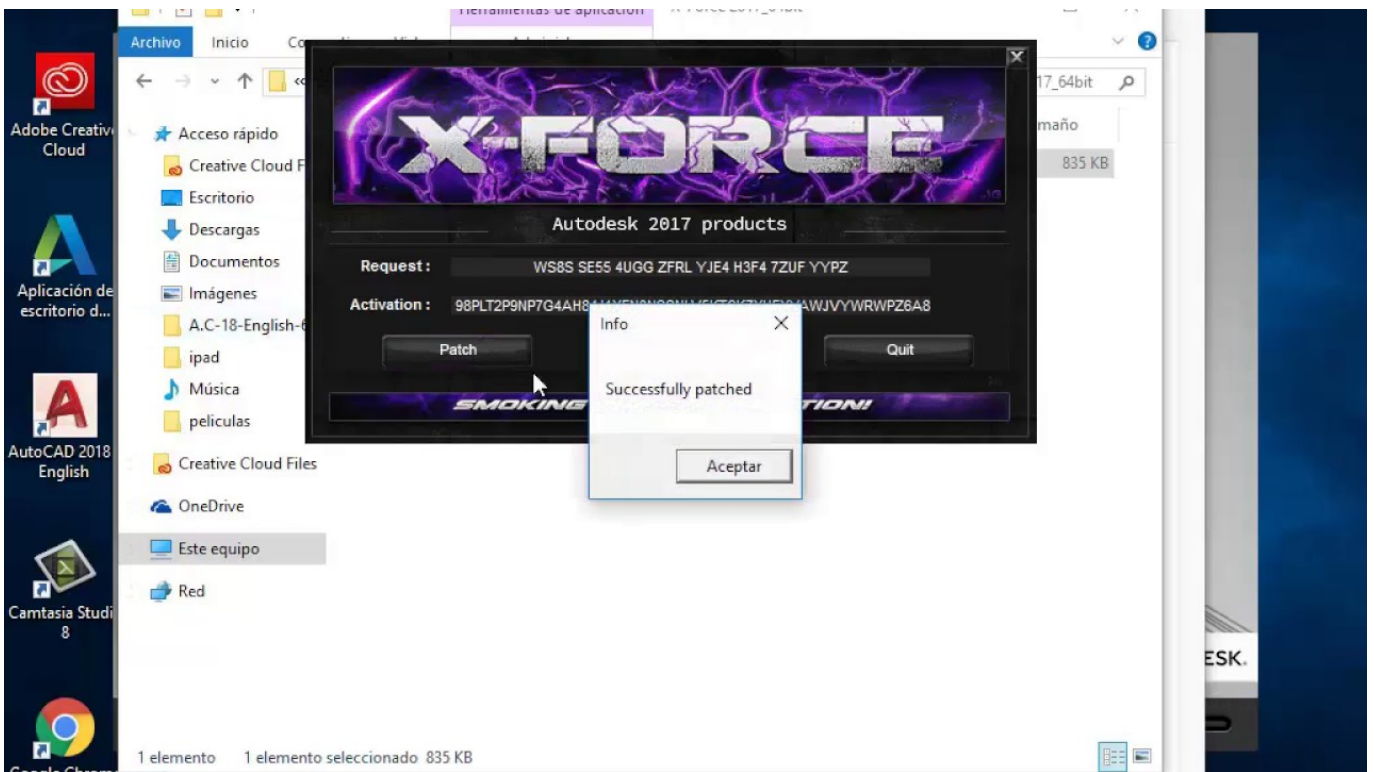 Archivo
Inicio
17_64bit
Adobe Creative
Cloud
Acceso rápido
Creative Cloud F
Escritorio
Descargas
Documentos
Imágenes
A.C-18-English-6
ipad
Música
peliculas
Creative Cloud Files
OneDrive
Este equipo
Red
Aplicación de
escritorio d...
AutoCAD 2018
English
Camtasia Studi
8
maño
835 KB
X-FORCE
Autodesk 2017 products
Request :
WS8S SE55 4UGG ZFRL YJE4 H3F4 7ZUF YYPZ
Activation :
Patch
Quit
SMOKING
TION!
Info
Successfully patched
Aceptar
ESK.
1 elemento 1 elemento seleccionado 835 KB